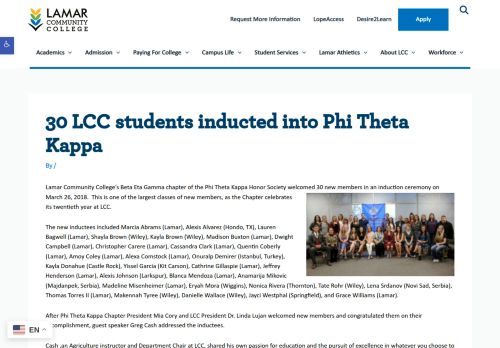 LAMAR
COMMUNITY
COLLEGE
Request More Information LopeAccess Desire2Learn Apply
Academics Admission Paying For College Campus Life Student Services Lamar Athletics About LCC Workforce
30 LCC students inducted into Phi Theta
Kappa
By /
Lamar Community College's Beta Eta Gamma chapter of the Phi Theta Kappa Honor Society welcomed 30 new members in an induction ceremony on
March 26, 2018. This is one of the largest classes of new members, as the Chapter celebrates
its twentieth year at LCC.
The new inductees included Marcia Abrams (Lamar), Alexis Alvarez (Hondo, TX), Lauren
Bagwell (Lamar), Shayla Brown (Wiley), Kayla Brown (Wiley), Madison Buxton (Lamar), Dwight
Campbell (Lamar), Christopher Carere (Lamar), Cassandra Clark (Lamar), Quentin Coberly
(Lamar), Amoy Coley (Lamar), Alexa Comstock (Lamar), Onuralp Demirer (Istanbul, Turkey),
Kayla Donahue (Castle Rock), Yissel Garcia (Kit Carson), Cathrine Gillaspie (Lamar), Jeffrey
Henderson (Lamar), Alexis Johnson (Larkspur), Blanca Mendoza (Lamar), Anamarija Mikovic
(Majdanpek, Serbia), Madeline Misenheimer (Lamar), Eryah Mora (Wiggins), Nonica Rivera (Thornton), Tate Rohr (Wiley), Lena Srdanov (Novi Sad, Serbia),
Thomas Torres II (Lamar), Makennah Tyree (Wiley), Danielle Wallace (Wiley), Jayci Westphal (Springfield), and Grace Williams (Lamar).
After Phi Theta Kappa Chapter President Mia Cory and LCC President Dr. Linda Lujan welcomed new members and congratulated them on their
complishment, guest speaker Greg Cash addressed the inductees.
EN
Cash ,an Agriculture instructor and Department Chair at LCC, shared his own passion for education and the pursuit of excellence in whatever you choose to